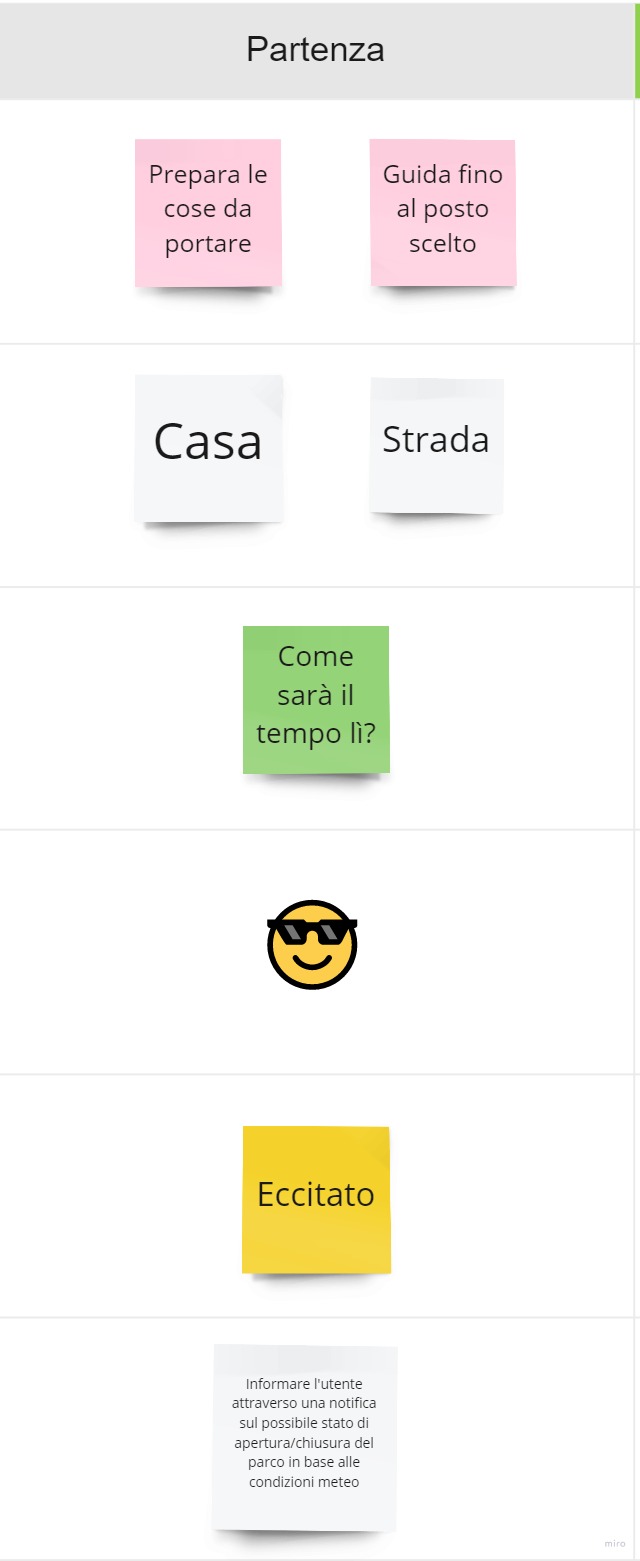 Partenza
Prepara le
cose da
portare
Guida fino
al posto
scelto
Casa
Strada
Come
sarà il
tempo lì?
Eccitato
Informare l'utente
attraverso una notifica
sul possibile stato di
apertura/chiusura del
parco in base alle
condizioni meteo
miro